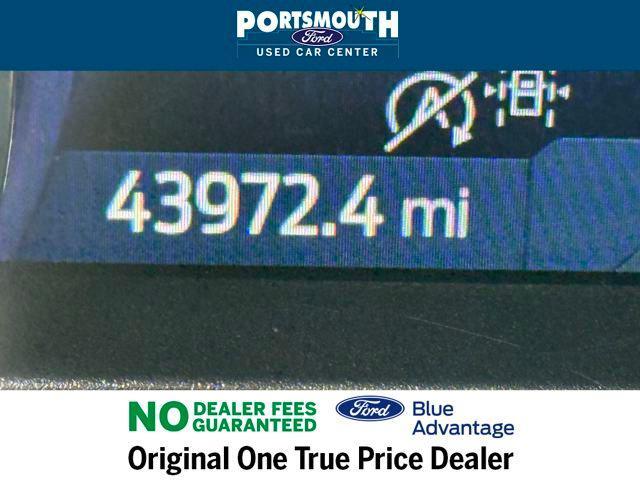 PORTSMOUTH
Ford
USED CAR CENTER
A
43972.4 mi
NO DEALER FEES
GUARANTEED
Ford Blue
Advantage
Original One True Price Dealer